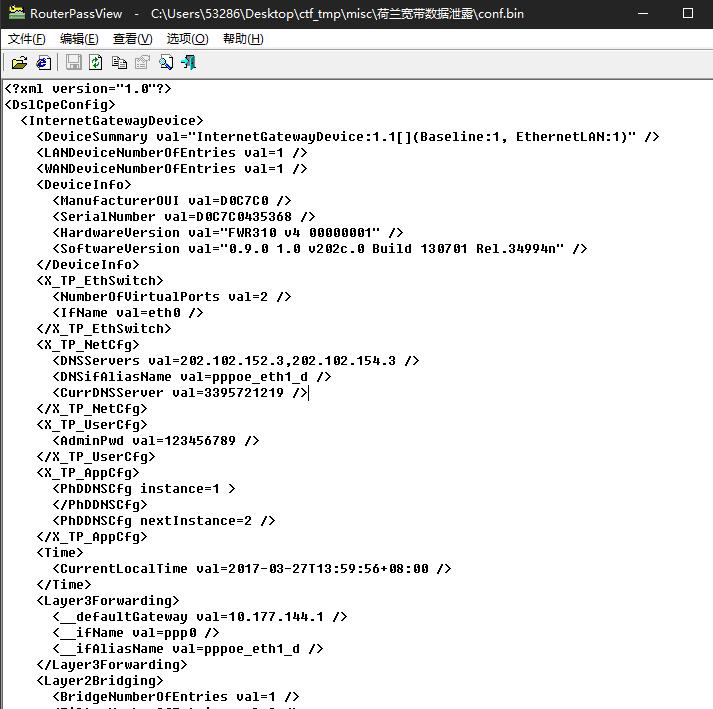 RouterPassView - C:\Users\53286\Desktop\ctf_tmp\misc\荷兰宽带数据泄露\conf.bin
文件(F) 编辑(E) 查看(V) 选项(O) 帮助(H)
<?xml version="1.0"?>
<DslCpeConfig>
<InternetGatewayDevice>
<DeviceSummary val="InternetGatewayDevice:1.1[](Baseline:1, EthernetLAN:1)" />
<LANDeviceNumberOfEntries val=1 />
<WANDeviceNumberOfEntries val=1 />
<DeviceInfo>
<ManufacturerOUI val=D0C7C0 />
<SerialNumber val=D0C7C0435368 />
<HardwareVersion val="FWR310 v4 00000001" />
<SoftwareVersion val="0.9.0 1.0 v202c.0 Build 130701 Rel.34994n" />
</DeviceInfo>
<X_TP_EthSwitch>
<NumberOfVirtualPorts val=2 />
<IfName val=eth0 />
</X_TP_EthSwitch>
<X_TP_NetCfg>
<DNSServers val=202.102.152.3,202.102.154.3 />
<DNSifAliasName val=pppoe_eth1_d />
<CurrDNSServer val=3395721219 />
</X_TP_NetCfg>
<X_TP_UserCfg>
<AdminPwd val=123456789 />
</X_TP_UserCfg>
<X_TP_AppCfg>
<PhDDNSCfg instance=1 >
</PhDDNSCfg>
<PhDDNSCfg nextInstance=2 />
</X_TP_AppCfg>
<Time>
<CurrentLocalTime val=2017-03-27T13:59:56+08:00 />
</Time>
<Layer3Forwarding>
<__defaultGateway val=10.177.144.1 />
<__ifName val=ppp0 />
<__ifAliasName val=pppoe_eth1_d />
</Layer3Forwarding>
<Layer2Bridging>
<BridgeNumberOfEntries val=1 />